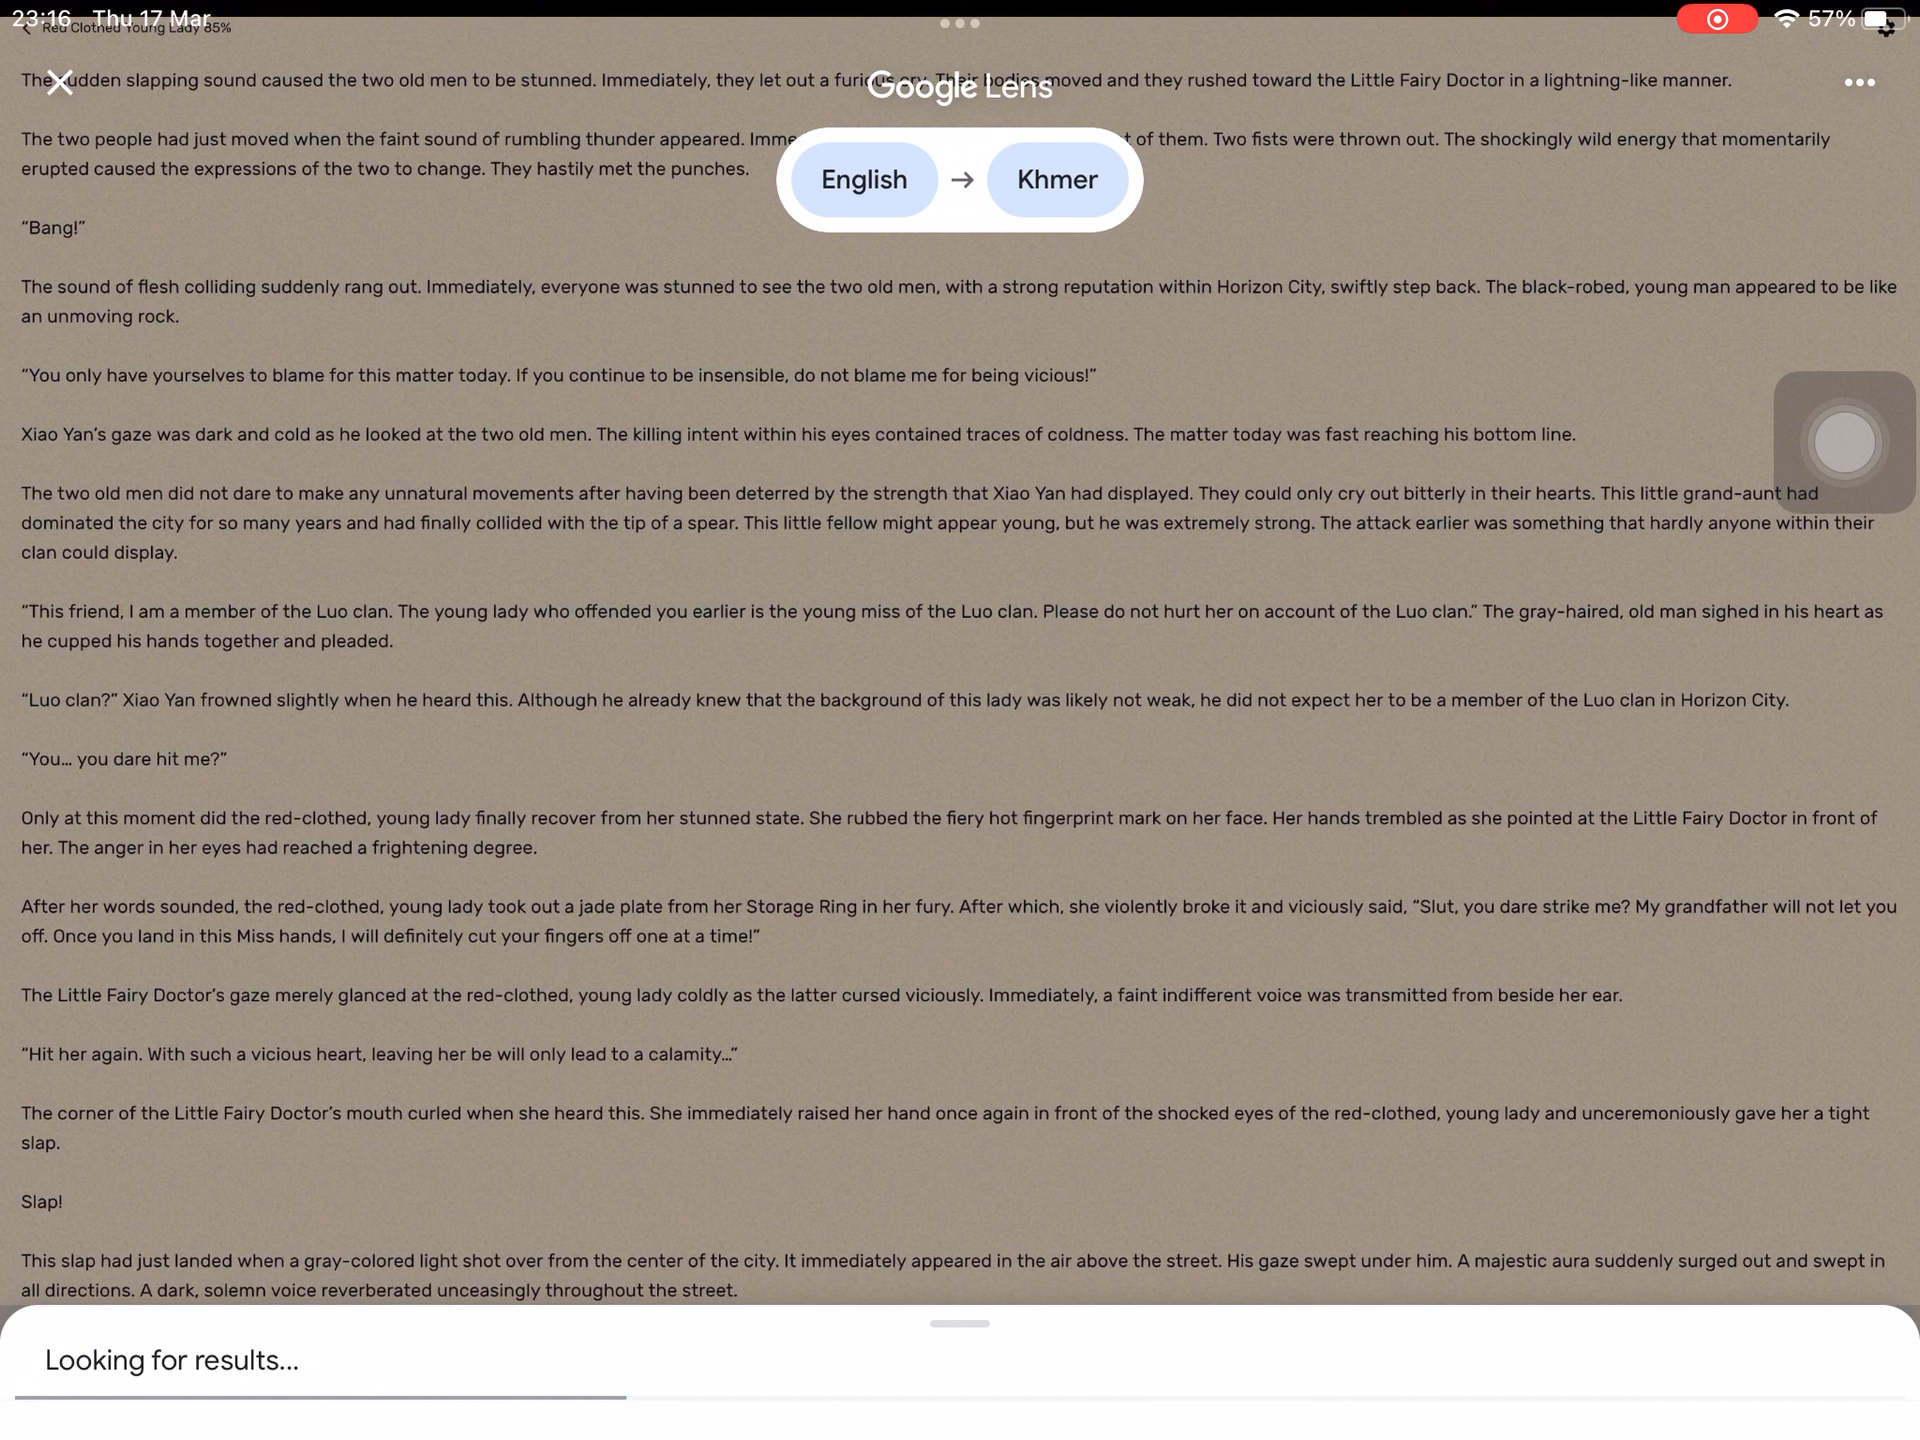 23:16 Thu 17 Mar
57%
Red Clothed Young Lady 85%
The sudden slapping sound caused the two old men to be stunned. Immediately, they let out a furious cry. Their bodies moved and they rushed toward the Little Fairy Doctor in a lightning-like manner.
Google Lens
The two people had just moved when the faint sound of rumbling thunder appeared. Imme t of them. Two fists were thrown out. The shockingly wild energy that momentarily
erupted caused the expressions of the two to change. They hastily met the punches.
English → Khmer
“Bang!”
The sound of flesh colliding suddenly rang out. Immediately, everyone was stunned to see the two old men, with a strong reputation within Horizon City, swiftly step back. The black-robed, young man appeared to be like
an unmoving rock.
“You only have yourselves to blame for this matter today. If you continue to be insensible, do not blame me for being vicious!”
Xiao Yan’s gaze was dark and cold as he looked at the two old men. The killing intent within his eyes contained traces of coldness. The matter today was fast reaching his bottom line.
The two old men did not dare to make any unnatural movements after having been deterred by the strength that Xiao Yan had displayed. They could only cry out bitterly in their hearts. This little grand-aunt had
dominated the city for so many years and had finally collided with the tip of a spear. This little fellow might appear young, but he was extremely strong. The attack earlier was something that hardly anyone within their
clan could display.
“This friend, I am a member of the Luo clan. The young lady who offended you earlier is the young miss of the Luo clan. Please do not hurt her on account of the Luo clan.” The gray-haired, old man sighed in his heart as
he cupped his hands together and pleaded.
“Luo clan?” Xiao Yan frowned slightly when he heard this. Although he already knew that the background of this lady was likely not weak, he did not expect her to be a member of the Luo clan in Horizon City.
“You… you dare hit me?”
Only at this moment did the red-clothed, young lady finally recover from her stunned state. She rubbed the fiery hot fingerprint mark on her face. Her hands trembled as she pointed at the Little Fairy Doctor in front of
her. The anger in her eyes had reached a frightening degree.
After her words sounded, the red-clothed, young lady took out a jade plate from her Storage Ring in her fury. After which, she violently broke it and viciously said, “Slut, you dare strike me? My grandfather will not let you
off. Once you land in this Miss hands, I will definitely cut your fingers off one at a time!”
The Little Fairy Doctor’s gaze merely glanced at the red-clothed, young lady coldly as the latter cursed viciously. Immediately, a faint indifferent voice was transmitted from beside her ear.
“Hit her again. With such a vicious heart, leaving her be will only lead to a calamity…”
The corner of the Little Fairy Doctor’s mouth curled when she heard this. She immediately raised her hand once again in front of the shocked eyes of the red-clothed, young lady and unceremoniously gave her a tight
slap.
Slap!
This slap had just landed when a gray-colored light shot over from the center of the city. It immediately appeared in the air above the street. His gaze swept under him. A majestic aura suddenly surged out and swept in
all directions. A dark, solemn voice reverberated unceasingly throughout the street.
Looking for results...